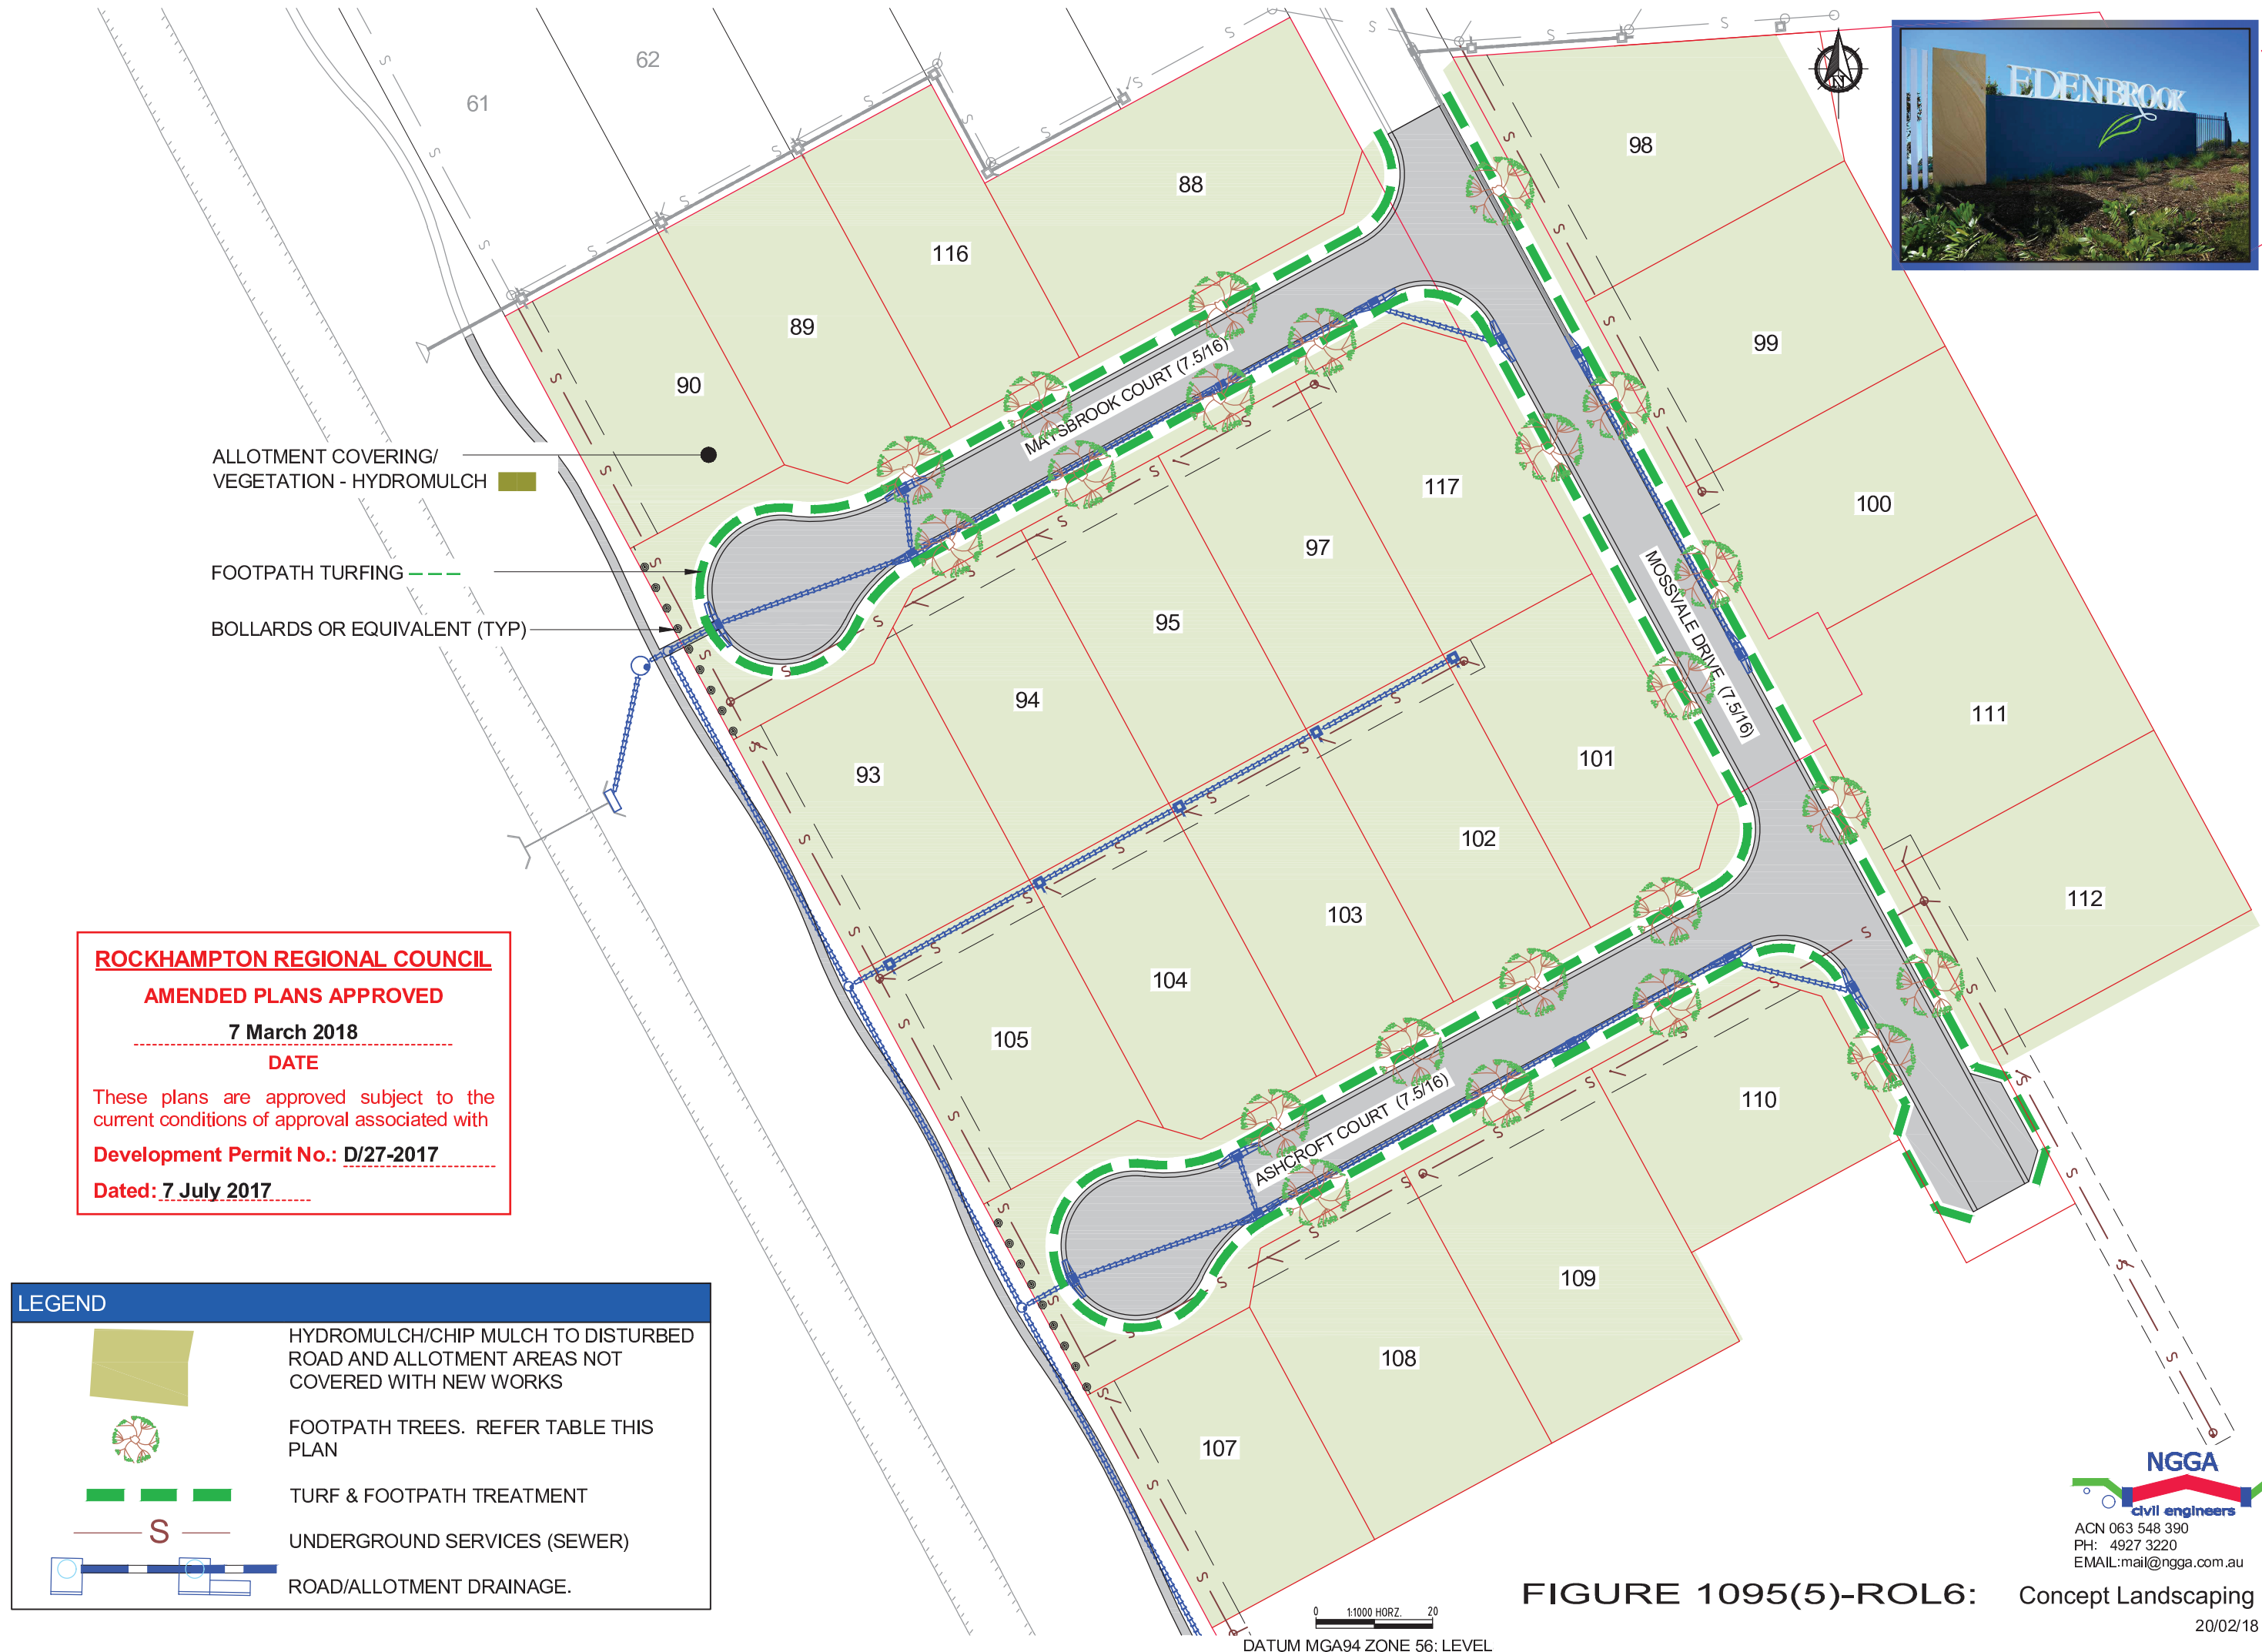 61
62
EDENBROOK
N
88
98
116
89
99
90
ALLOTMENT COVERING/
VEGETATION - HYDROMULCH
MAYSBROOK COURT (7.5/16)
117
100
97
FOOTPATH TURFING
BOLLARDS OR EQUIVALENT (TYP)
95
MOSSVALE DRIVE (7.5/16)
94
111
93
101
102
112
103
104
105
110
ASHCROFT COURT (7.5/16)
109
108
107
ROCKHAMPTON REGIONAL COUNCIL
AMENDED PLANS APPROVED
7 March 2018
DATE
These plans are approved subject to the
current conditions of approval associated with
Development Permit No.: D/27-2017
Dated: 7 July 2017
LEGEND
HYDROMULCH/CHIP MULCH TO DISTURBED
ROAD AND ALLOTMENT AREAS NOT
COVERED WITH NEW WORKS
FOOTPATH TREES. REFER TABLE THIS
PLAN
TURF & FOOTPATH TREATMENT
S
UNDERGROUND SERVICES (SEWER)
ROAD/ALLOTMENT DRAINAGE.
NGGA
civil engineers
ACN 063 548 390
PH: 4927 3220
EMAIL:mail@ngga.com.au
FIGURE 1095(5)-ROL6: Concept Landscaping
20/02/18
0 1:1000 HORZ. 20
DATUM MGA94 ZONE 56: LEVEL